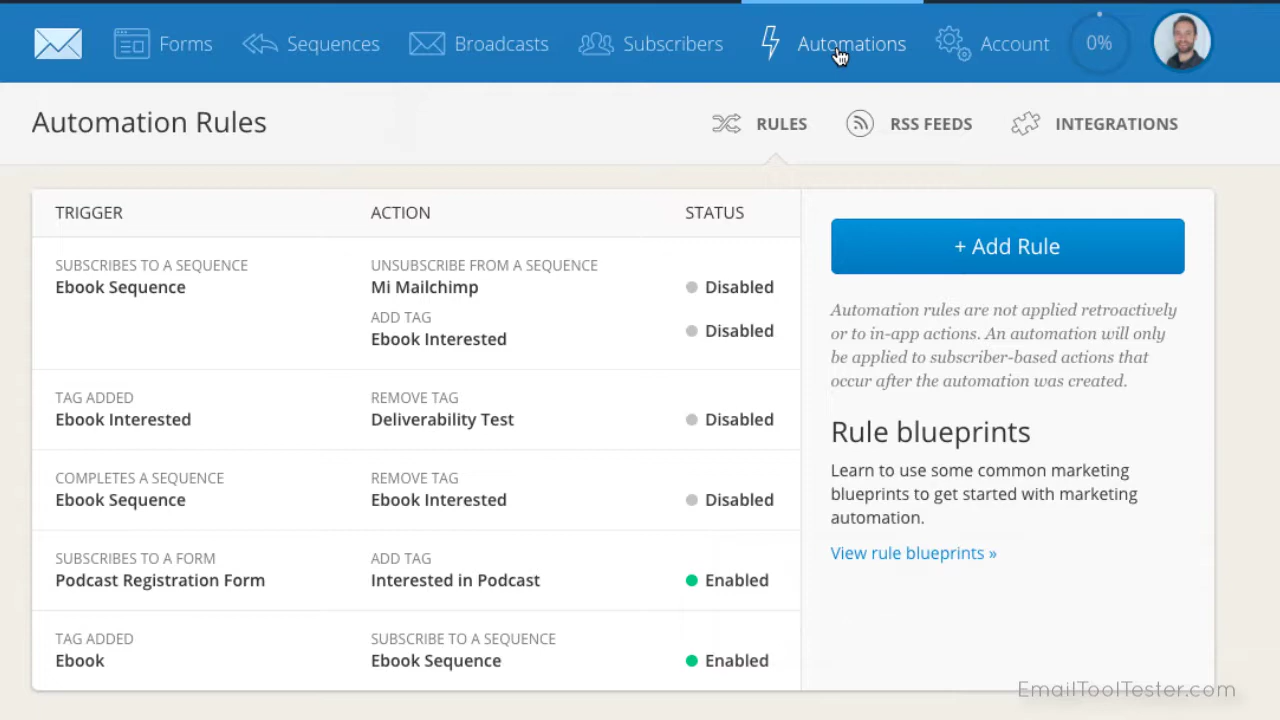 Forms
Sequences
Broadcasts
Subscribers
Automations
Account
0%
Automation Rules
RULES
RSS FEEDS
INTEGRATIONS
TRIGGER
ACTION
STATUS
SUBSCRIBES TO A SEQUENCE
Ebook Sequence
UNSUBSCRIBE FROM A SEQUENCE
Mi Mailchimp
Disabled
ADD TAG
Ebook Interested
Disabled
TAG ADDED
Ebook Interested
REMOVE TAG
Deliverability Test
Disabled
COMPLETES A SEQUENCE
Ebook Sequence
REMOVE TAG
Ebook Interested
Disabled
SUBSCRIBES TO A FORM
Podcast Registration Form
ADD TAG
Interested in Podcast
Enabled
TAG ADDED
Ebook
SUBSCRIBE TO A SEQUENCE
Ebook Sequence
Enabled
+ Add Rule
Automation rules are not applied retroactively
or to in-app actions. An automation will only
be applied to subscriber-based actions that
occur after the automation was created.
Rule blueprints
Learn to use some common marketing
blueprints to get started with marketing
automation.
View rule blueprints »
EmailToolTester.com